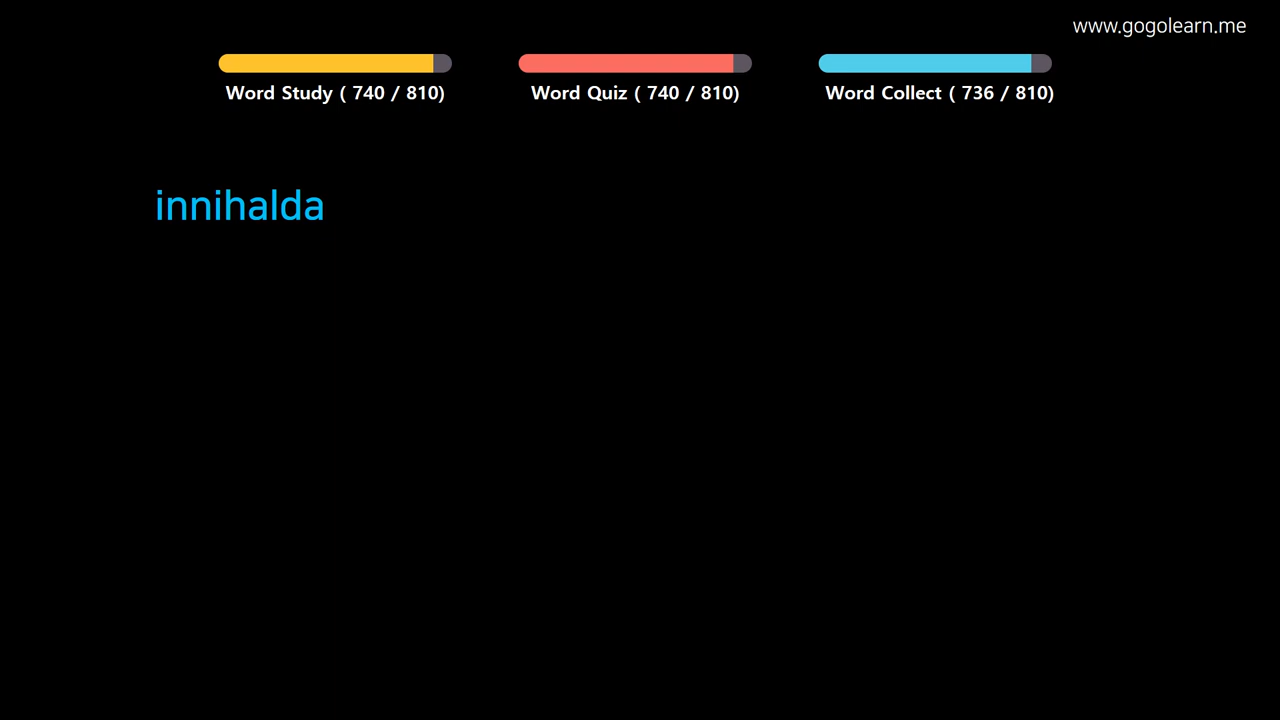 www.gogolearn.me
Word Study ( 740 / 810)
Word Quiz ( 740 / 810)
Word Collect ( 736 / 810)
innihalda